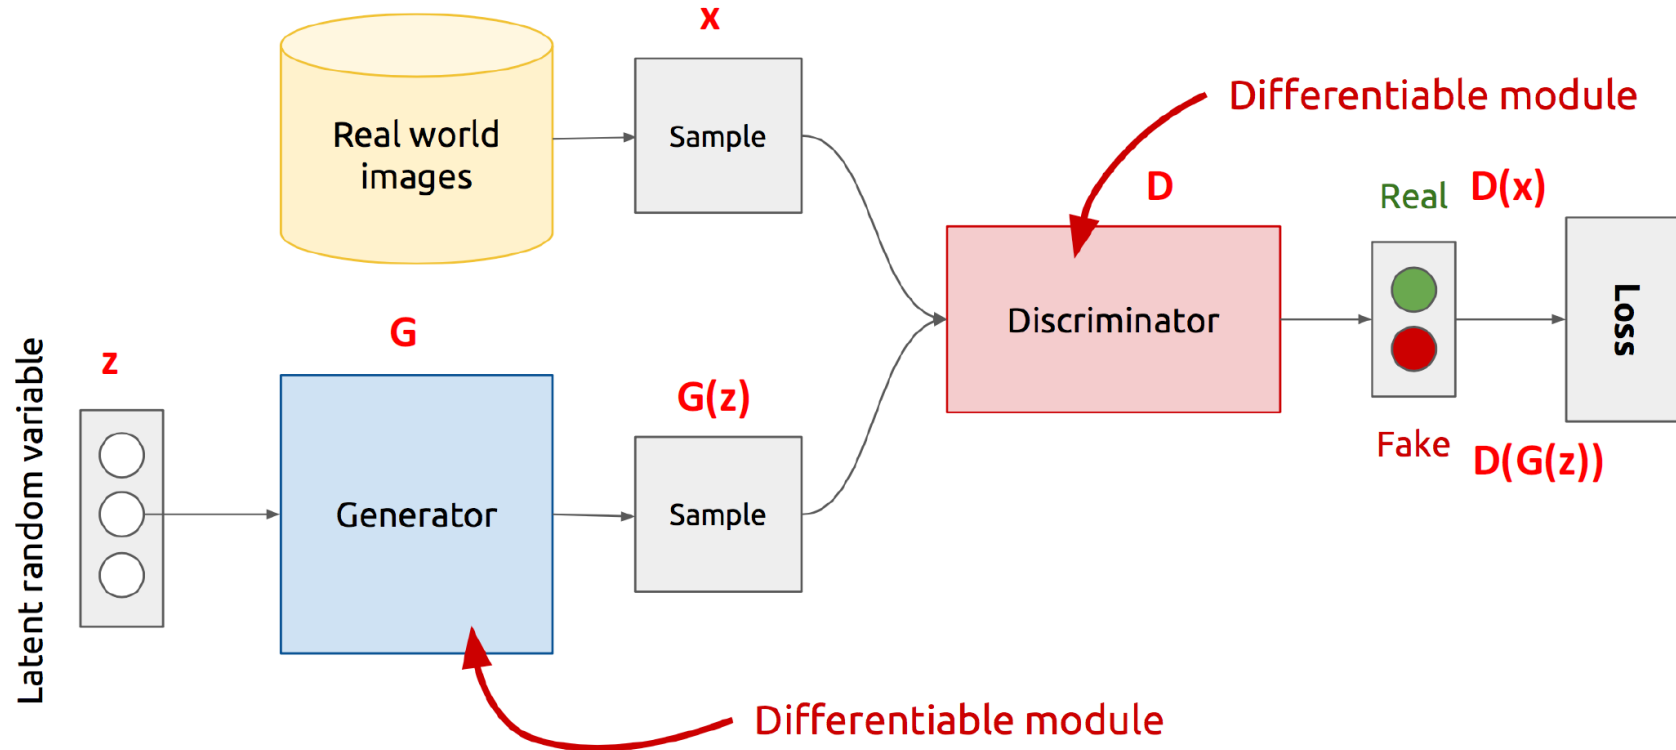 x
Real world
images
Sample
Differentiable module
D
Real
D(x)
Discriminator
Loss
Latent random variable
z
G
Generator
G(z)
Sample
Fake
D(G(z))
Differentiable module